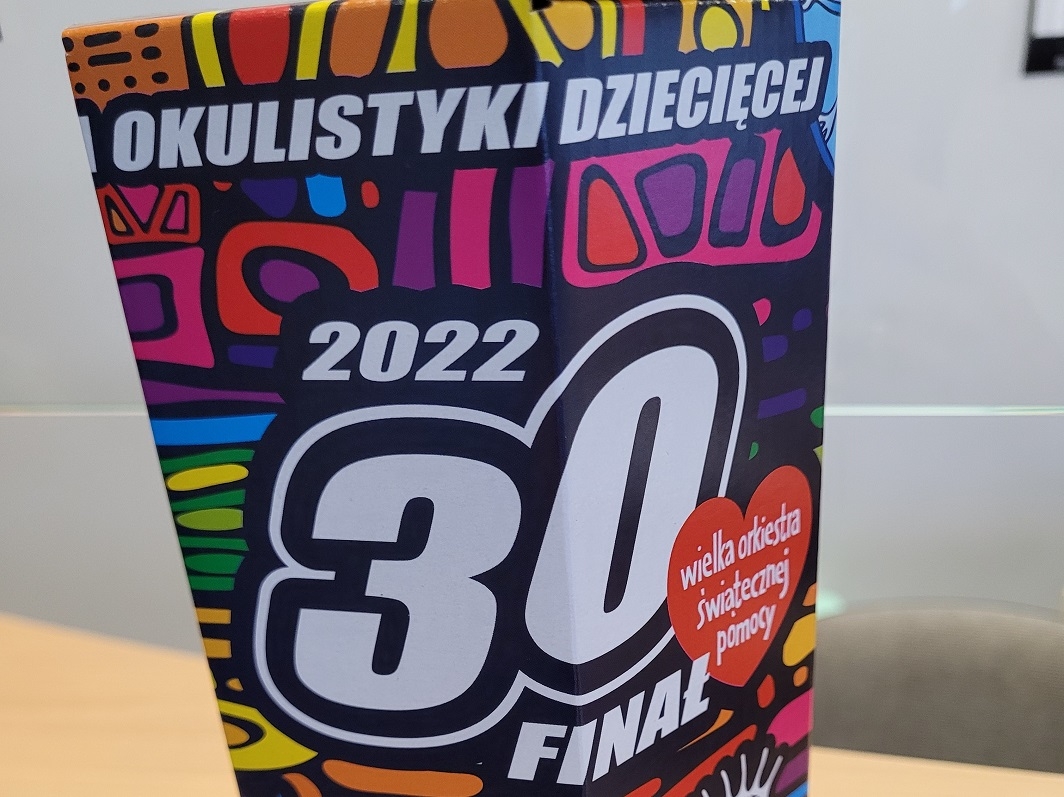 OKULISTYKI DZIECIĘCEJ
2022
30
wielka orkiestra
świątecznej
pomocy
FINAŁ